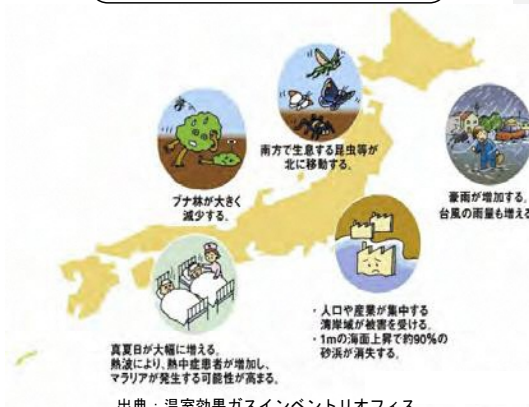 南方で生息する昆虫等が
北に移動する。
ブナ林が大きく
減少する。
豪雨が増加する。
台風の雨量も増える
・人口や産業が集中する
湾岸域が被害を受ける。
・1mの海面上昇で約90%の
砂浜が消失する。
真夏日が大幅に増える。
熱波により、熱中症患者が増加し、
マラリアが発生する可能性が高まる。
出典：温室効果ガスインベントリオフィス